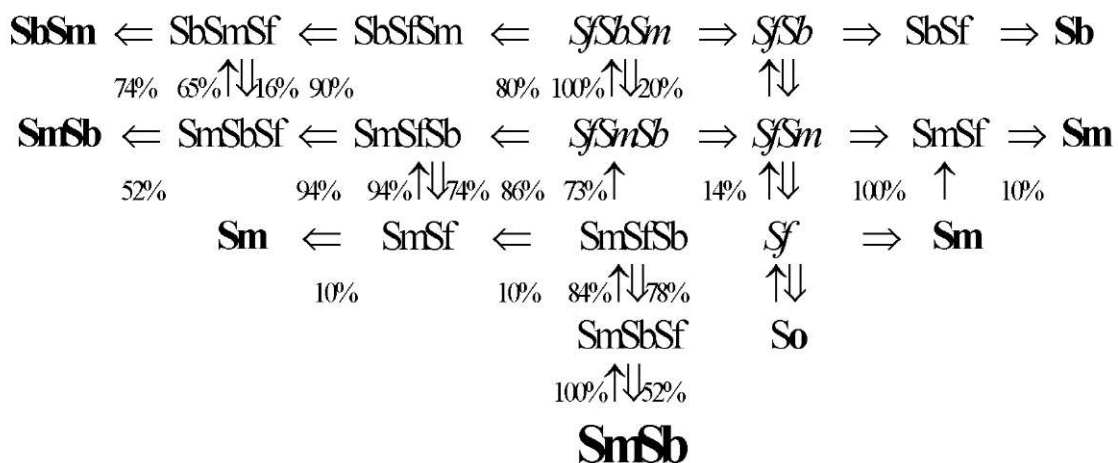 SbSm ⇐ SbSmSf ⇐ SbSfSm ⇐ SfSbSm ⇒ SfSb ⇒ SbSf ⇒ Sb
74% 65%↑⇓16% 90% 80% 100%↑⇓20% ↑⇓
SmSb ⇐ SmSbSf ⇐ SmSfSb ⇐ SfSmSb ⇒ SfSm ⇒ SmSf ⇒ Sm
52% 94% 94%↑⇓74% 86% 73%↑ 14% ↑⇓ 100% ↑ 10%
Sm ⇐ SmSf ⇐ SmSfSb Sf ⇒ Sm
10% 10% 84%↑⇓78% ↑⇓
SmSbSf So
100%↑⇓52%
SmSb